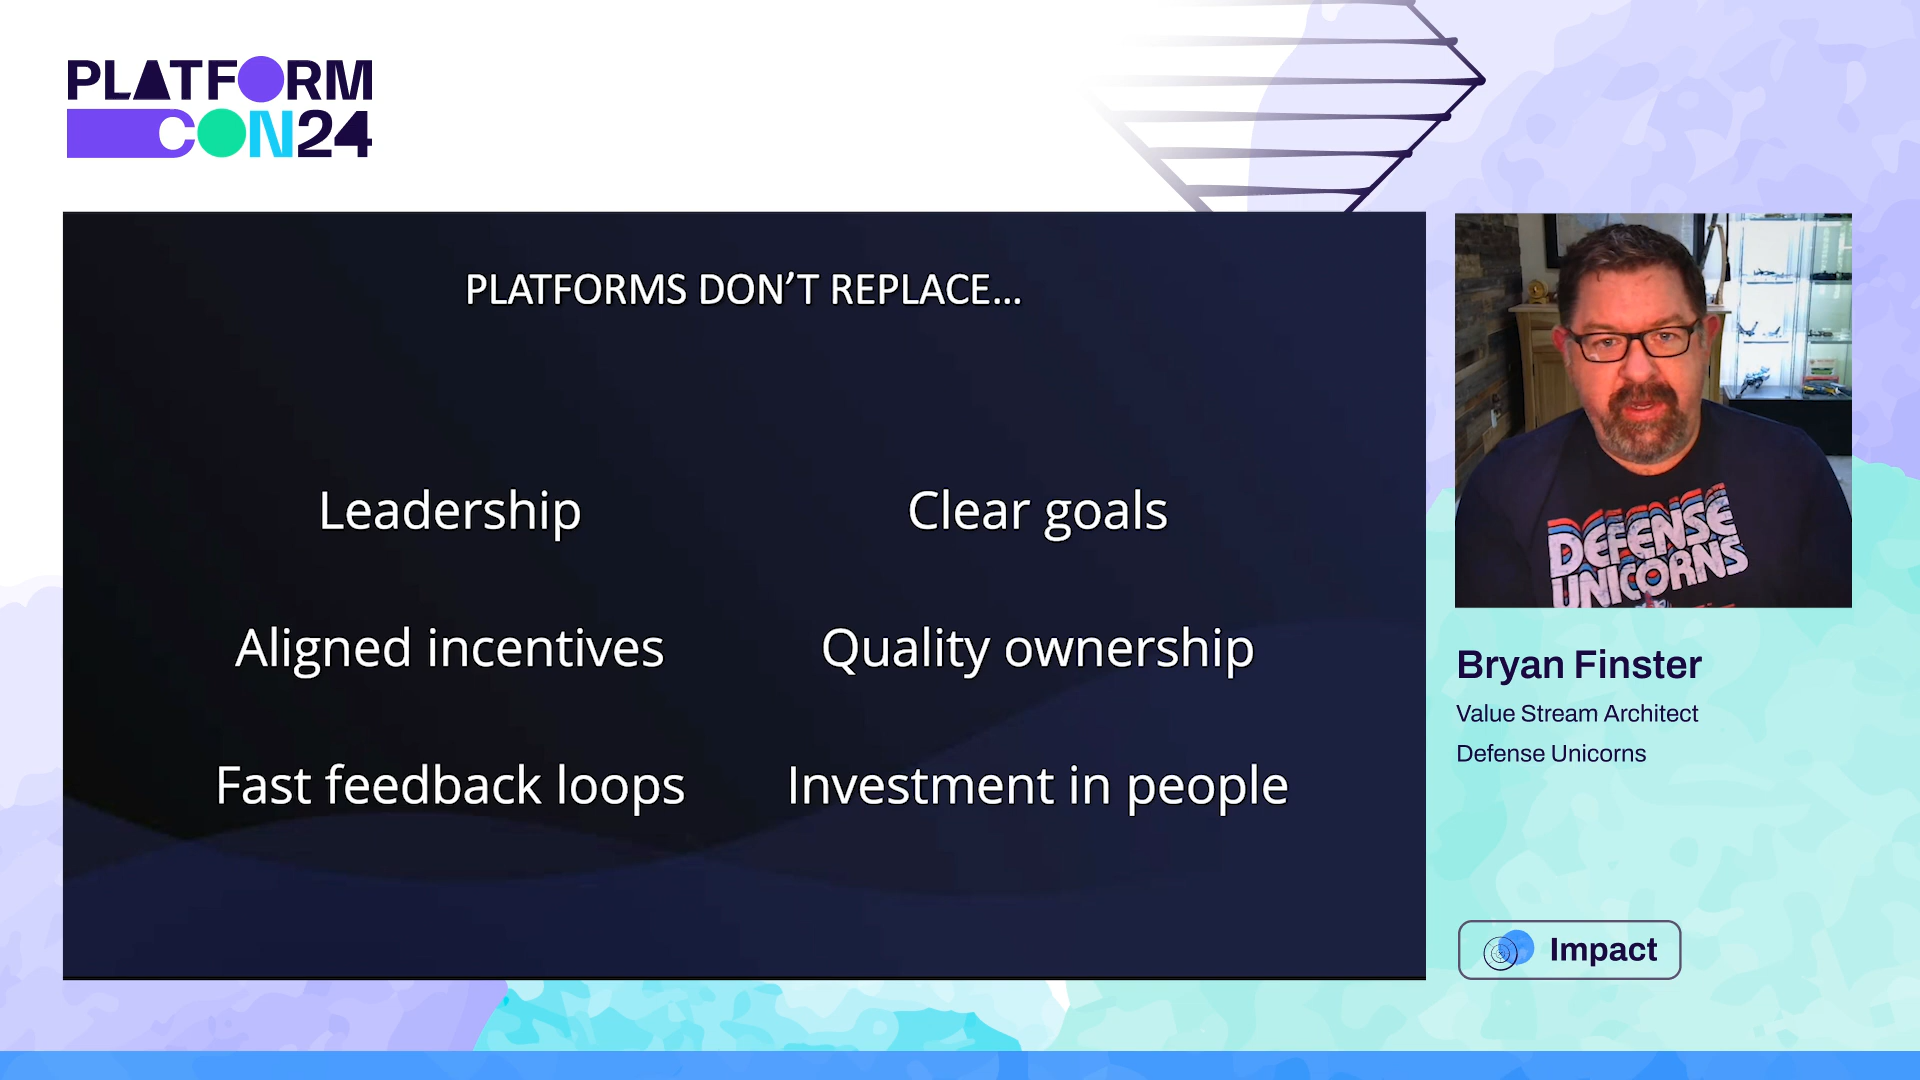 PLATFORM
CON24
PLATFORMS DON’T REPLACE...
Leadership
Clear goals
Aligned incentives
Quality ownership
Fast feedback loops
Investment in people
DEFENSE
UNICORNS
Bryan Finster
Value Stream Architect
Defense Unicorns
Impact